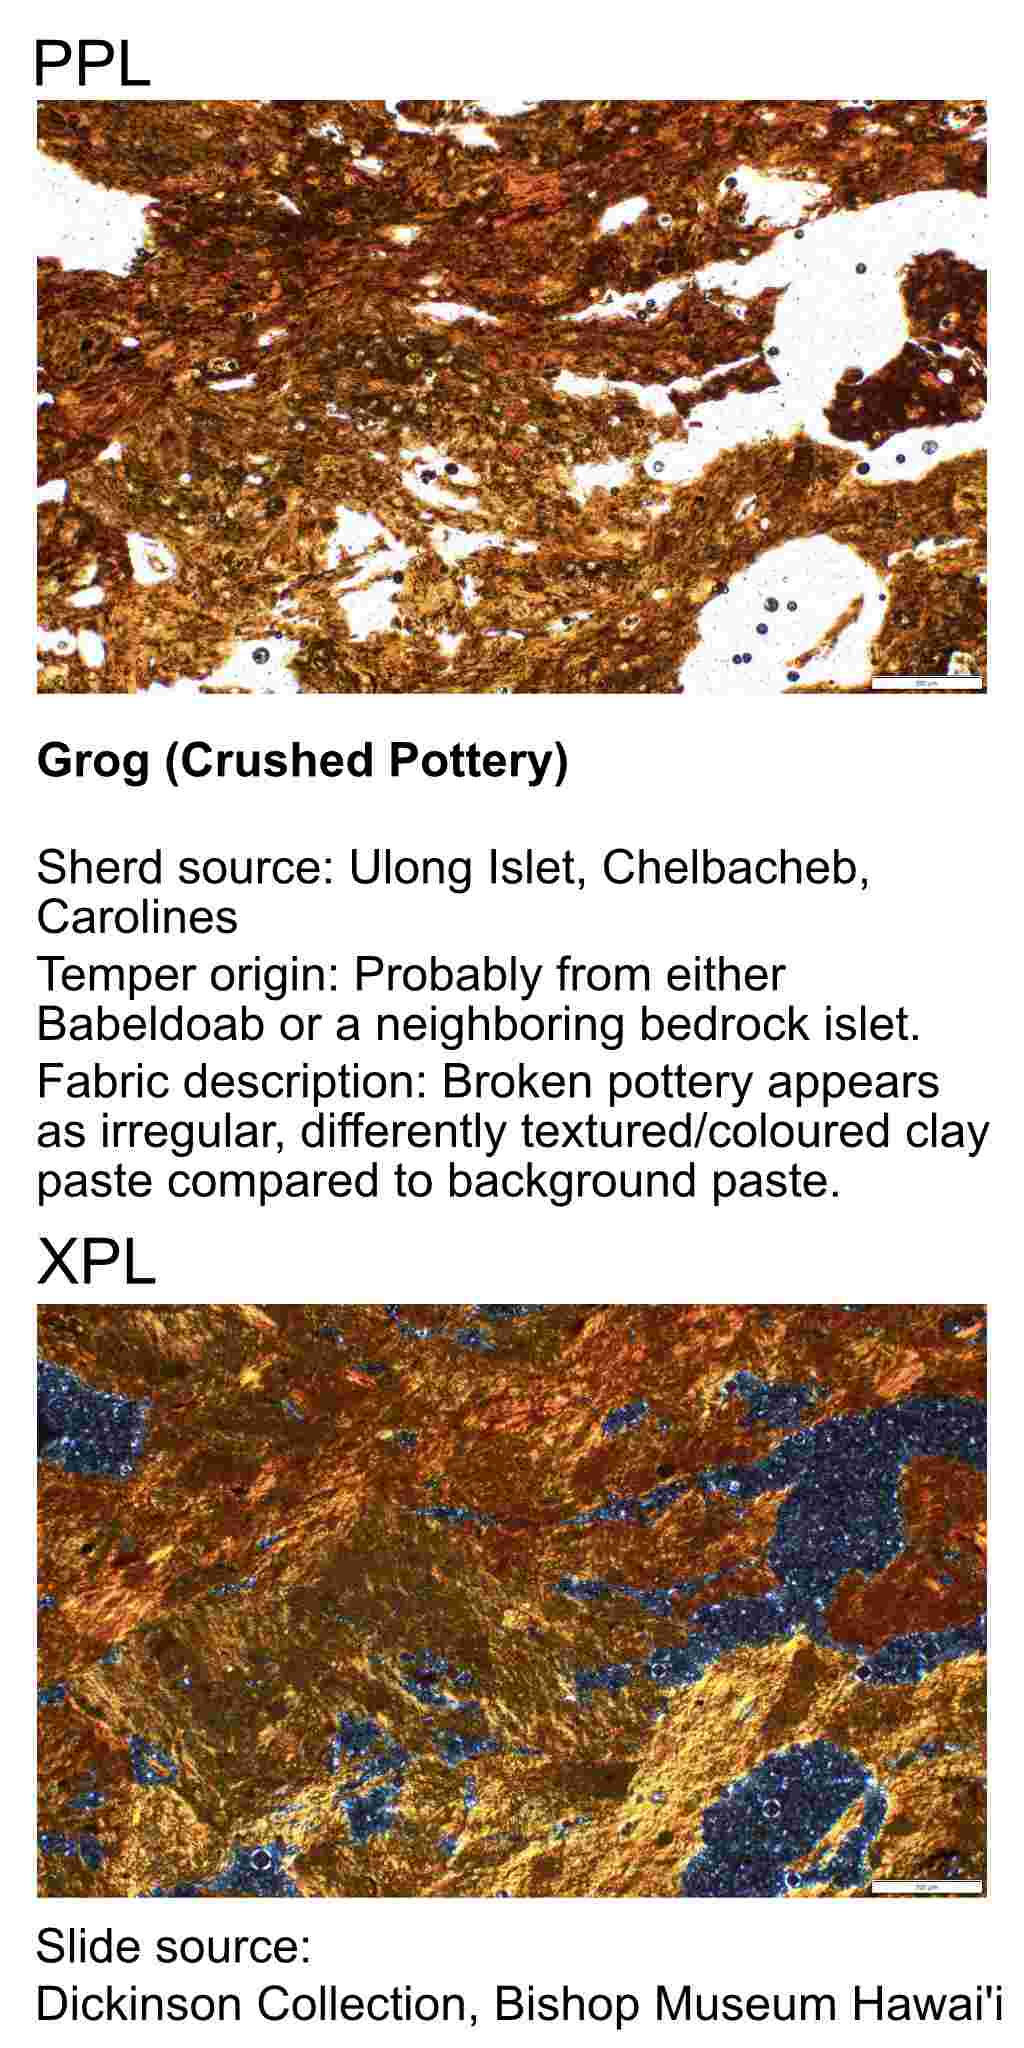 PPL
Grog (Crushed Pottery)
Sherd source: Ulong Islet, Chelbacheb,
Carolines
Temper origin: Probably from either
Babeldoab or a neighboring bedrock islet.
Fabric description: Broken pottery appears
as irregular, differently textured/coloured clay
paste compared to background paste.
XPL
Slide source:
Dickinson Collection, Bishop Museum Hawai'i